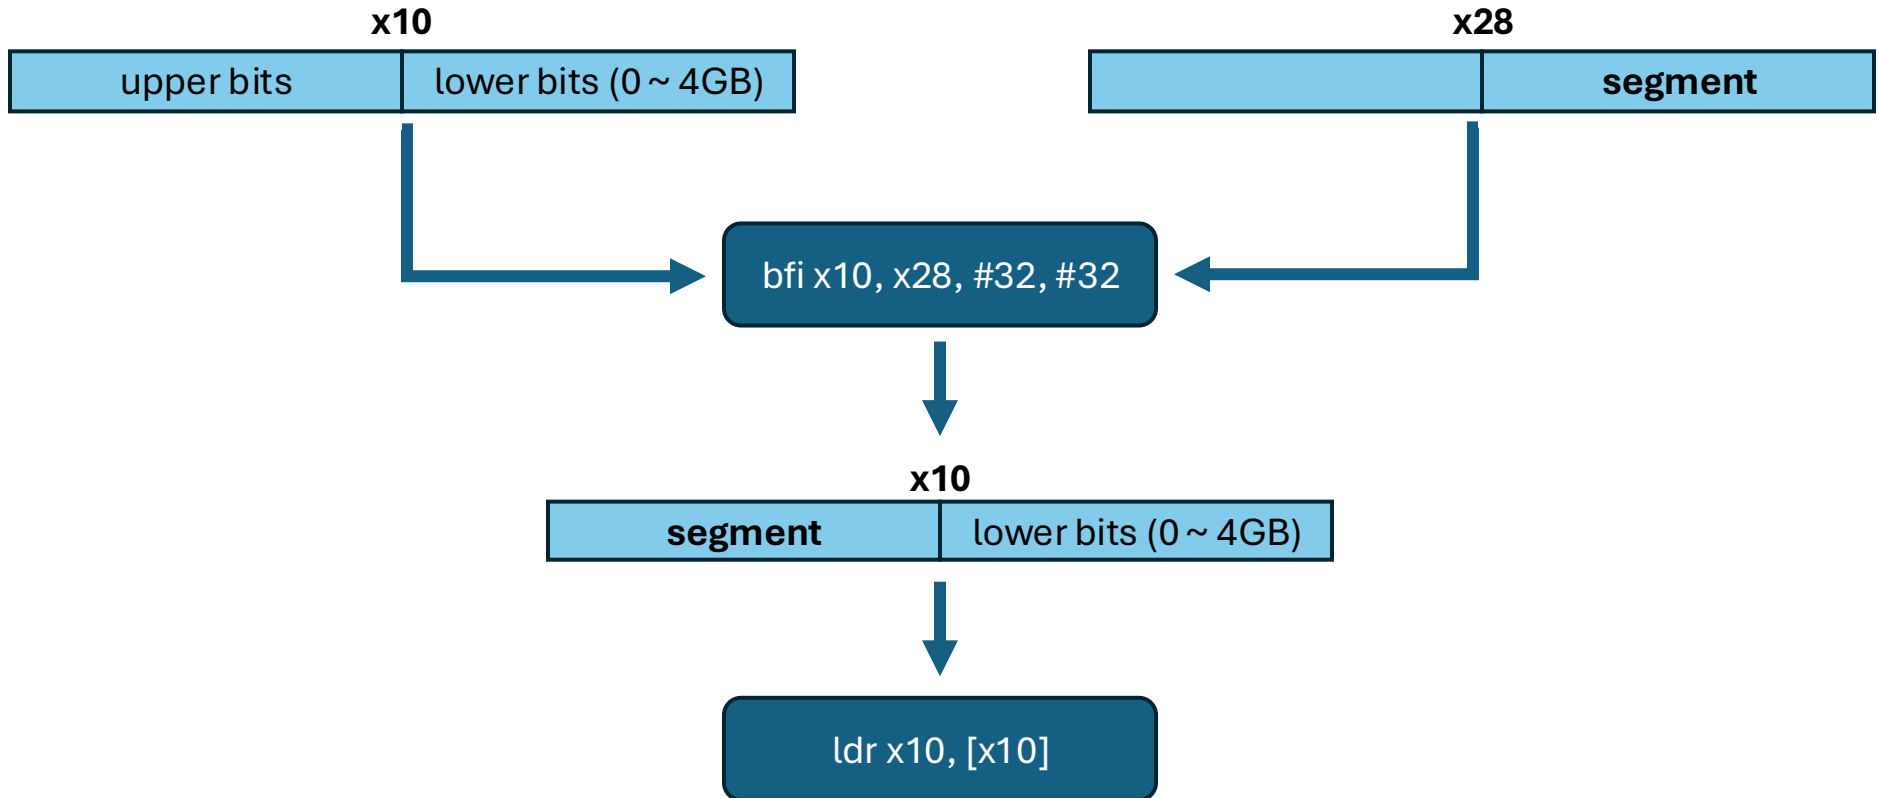 x10
x28
upper bits
lower bits (0 ~ 4GB)
segment
bfi x10, x28, #32, #32
x10
segment
lower bits (0 ~ 4GB)
ldr x10, [x10]